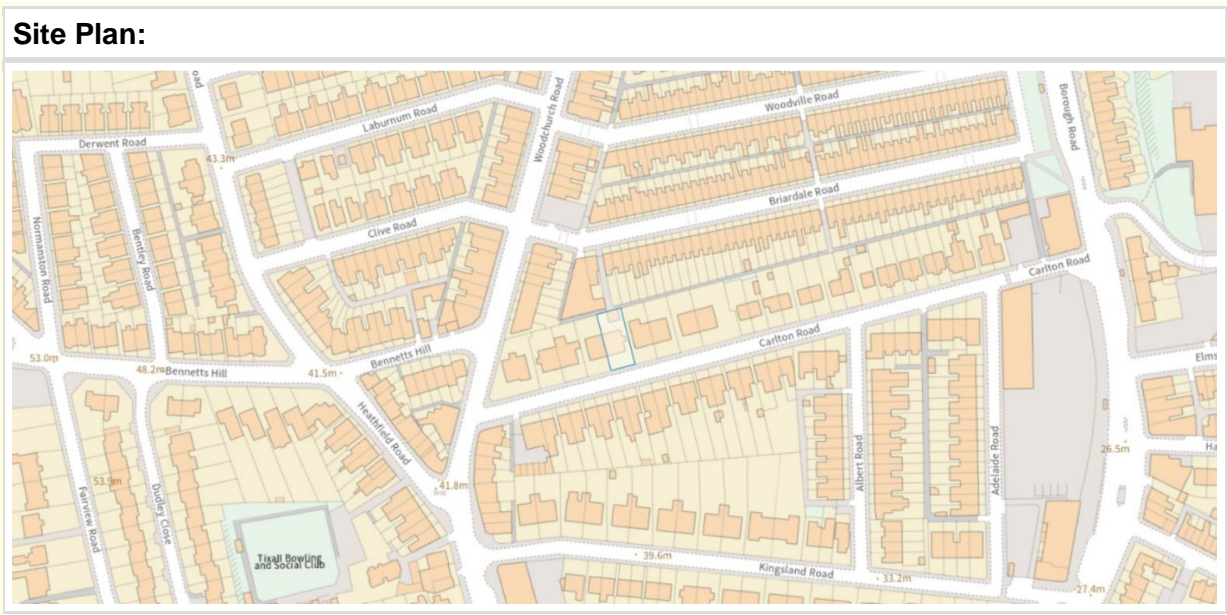 Site Plan:
oad
Laburnum Road
Woodchurch Road
Woodville Road
Borough Road
Derwent Road
43.3m
Briardale Road
Normanston Road
Bentley Road
Clive Road
Carlton Road
Carlton Road
53.0m
48.2m
Bennetts Hill
41.5m
Bennetts Hill
Elms
Heathfield Road
Albert Road
Adelaide Road
26.5m
Ha
53.9m
41.8m
Fairview Road
Dudley Close
Tixall Bowling
and Social Club
39.6m
Kingsland Road
33.2m
27.4m